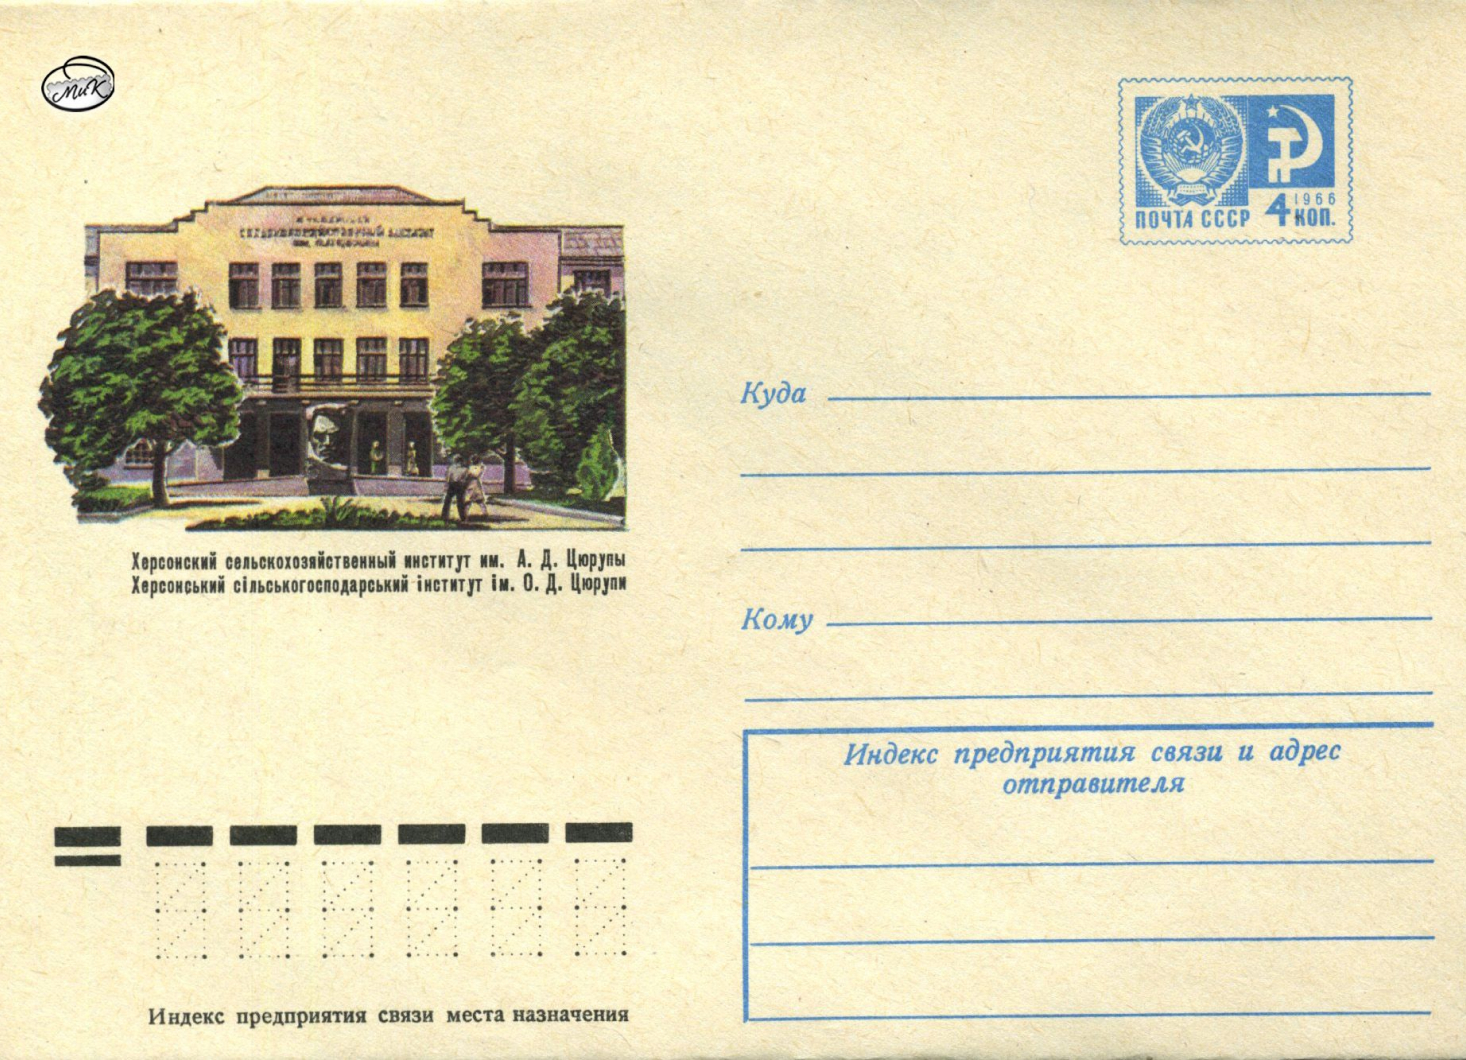 МиК
ПОЧТА СССР 4 1966 КОП.
Херсонский сельскохозяйственный институт им. А. Д. Цюрупы
Херсонський сільськогосподарський інститут ім. О. Д. Цюрупи
Куда
Кому
Индекс предприятия связи и адрес
отправителя
Индекс предприятия связи места назначения